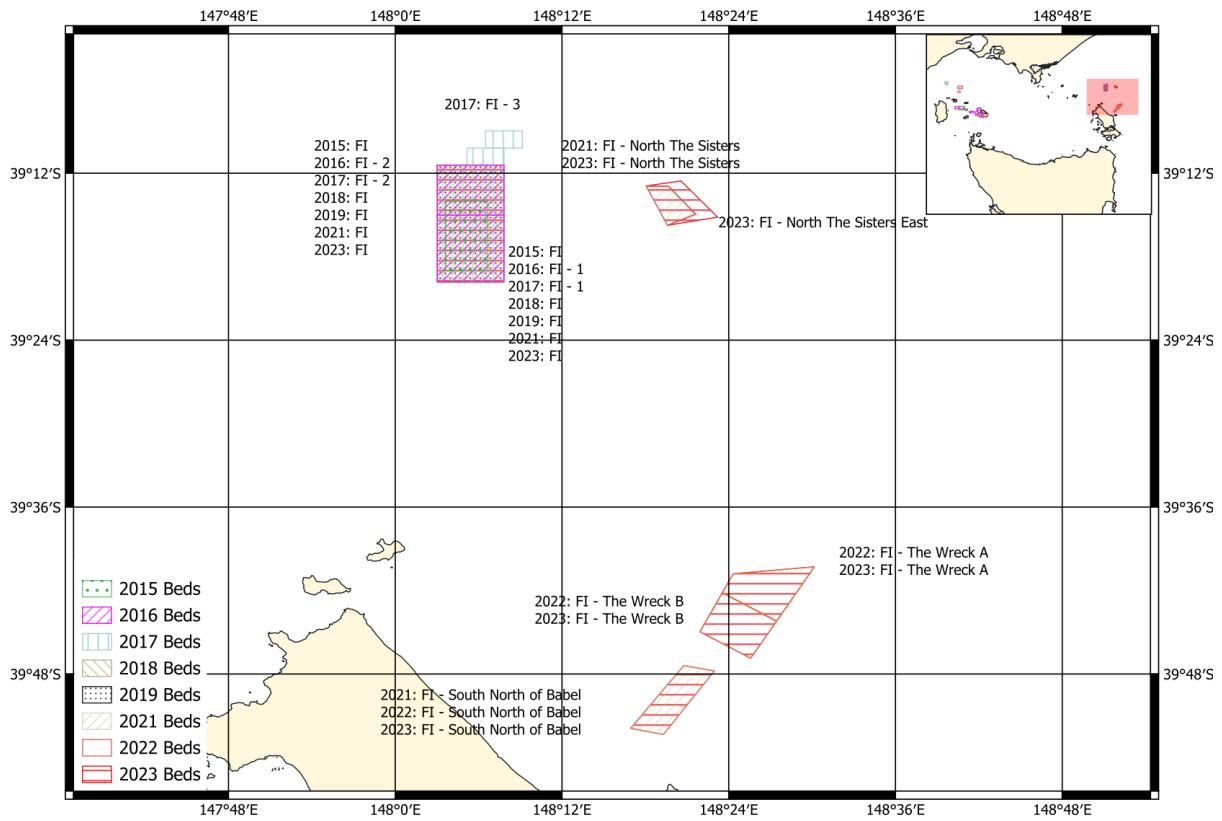 147°48′E 148°0′E 148°12′E 148°24′E 148°36′E 148°48′E
2017: FI - 3
2015: FI
2016: FI - 2
2017: FI - 2
2018: FI
2019: FI
2021: FI
2023: FI
2021: FI - North The Sisters
2023: FI - North The Sisters
39°12′S 39°12′S
2023: FI - North The Sisters East
2015: FI
2016: FI - 1
2017: FI - 1
2018: FI
2019: FI
2021: FI
2023: FI
39°24′S 39°24′S
39°36′S 39°36′S
2022: FI - The Wreck A
2023: FI - The Wreck A
2022: FI - The Wreck B
2023: FI - The Wreck B
39°48′S 39°48′S
2021: FI - South North of Babel
2022: FI - South North of Babel
2023: FI - South North of Babel
2015 Beds
2016 Beds
2017 Beds
2018 Beds
2019 Beds
2021 Beds
2022 Beds
2023 Beds
147°48′E 148°0′E 148°12′E 148°24′E 148°36′E 148°48′E